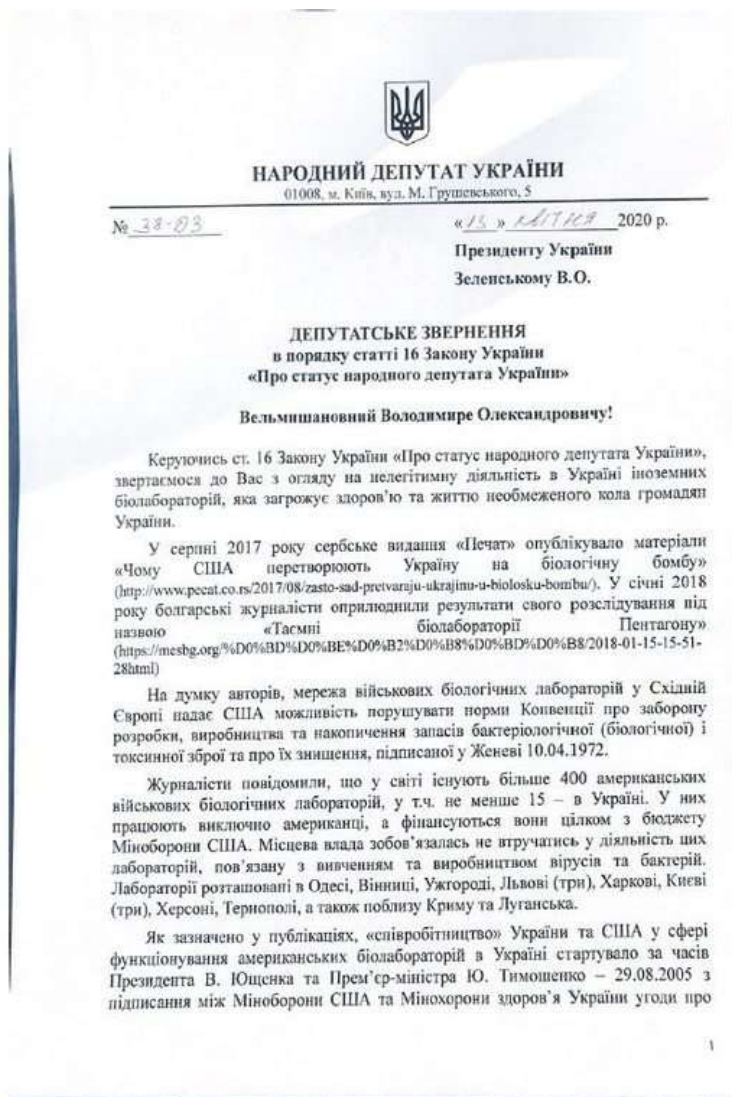 НАРОДНИЙ ДЕПУТАТ УКРАЇНИ
01008, м. Київ, вул. М. Грушевського, 5
№ 38-03 «13» квітня 2020 р.
Президенту України
Зеленському В.О.
ДЕПУТАТСЬКЕ ЗВЕРНЕННЯ
в порядку статті 16 Закону України
«Про статус народного депутата України»
Вельмишановний Володимире Олександровичу!
Керуючись ст. 16 Закону України «Про статус народного депутата України»,
звертаємося до Вас з огляду на нелегітимну діяльність в Україні іноземних
біолабораторій, яка загрожує здоров’ю та життю необмеженого кола громадян
України.
У серпні 2017 року сербське видання «Печат» опублікувало матеріали
«Чому США перетворюють Україну на біологічну бомбу»
(http://www.pecat.co.rs/2017/08/zasto-sad-pretvaraju-ukrajinu-u-biolosku-bombu/). У січні 2018
року болгарські журналісти оприлюднили результати свого розслідування під
назвою «Таємні біолабораторії Пентагону»
(https://mesbg.org/%D0%BD%D0%BE%D0%B2%D0%B8%D0%BD%D0%B8/2018-01-15-15-51-
28html)
На думку авторів, мережа військових біологічних лабораторій у Східній
Європі надає США можливість порушувати норми Конвенції про заборону
розробки, виробництва та накопичення запасів бактеріологічної (біологічної) і
токсинної зброї та про їх знищення, підписаної у Женеві 10.04.1972.
Журналісти повідомили, що у світі існують більше 400 американських
військових біологічних лабораторій, у т.ч. не менше 15 – в Україні. У них
працюють виключно американці, а фінансуються вони цілком з бюджету
Міноборони США. Місцева влада зобов’язалась не втручатись у діяльність цих
лабораторій, пов’язану з вивченням та виробництвом вірусів та бактерій.
Лабораторії розташовані в Одесі, Вінниці, Ужгороді, Львові (три), Харкові, Києві
(три), Херсоні, Тернополі, а також поблизу Криму та Луганська.
Як зазначено у публікаціях, «співробітництво» України та США у сфері
функціонування американських біолабораторій в Україні стартувало за часів
Президента В. Ющенка та Прем’єр-міністра Ю. Тимошенко – 29.08.2005 з
підписання між Міноборони США та Мінохорони здоров’я України угоди про
1